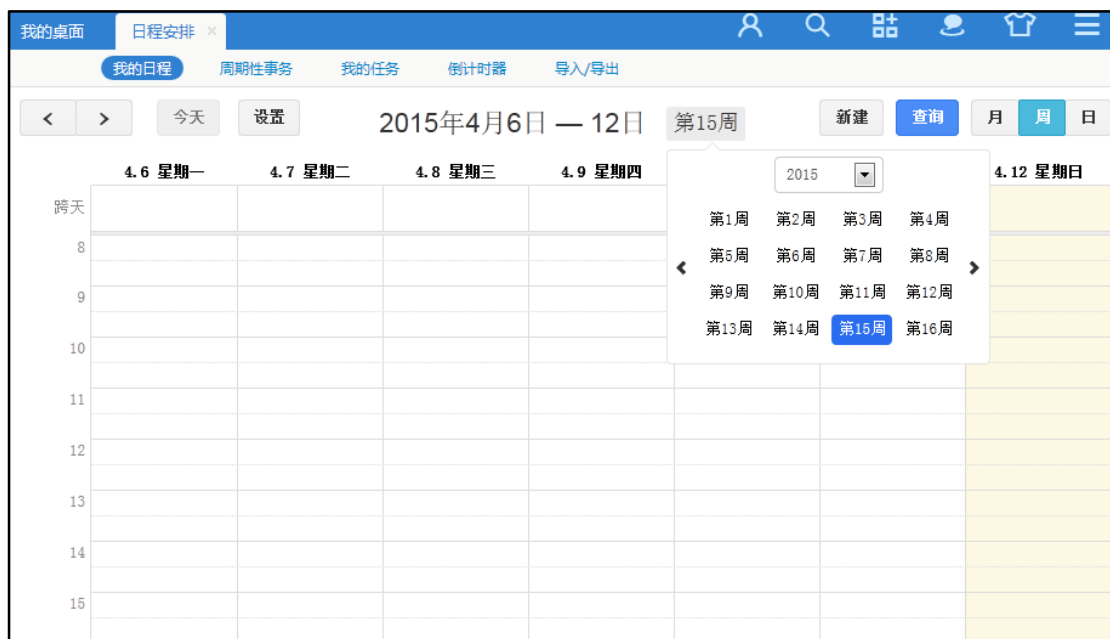 我的桌面 日程安排 ×
我的日程 周期性事务 我的任务 倒计时器 导入/导出
今天 设置 2015年4月6日 — 12日 第15周 新建 查询 月 周 日
4.6 星期一 4.7 星期二 4.8 星期三 4.9 星期四 4.12 星期日
2015
跨天
第1周 第2周 第3周 第4周
8
第5周 第6周 第7周 第8周
9
第9周 第10周 第11周 第12周
第13周 第14周 第15周 第16周
10
11
12
13
14
15